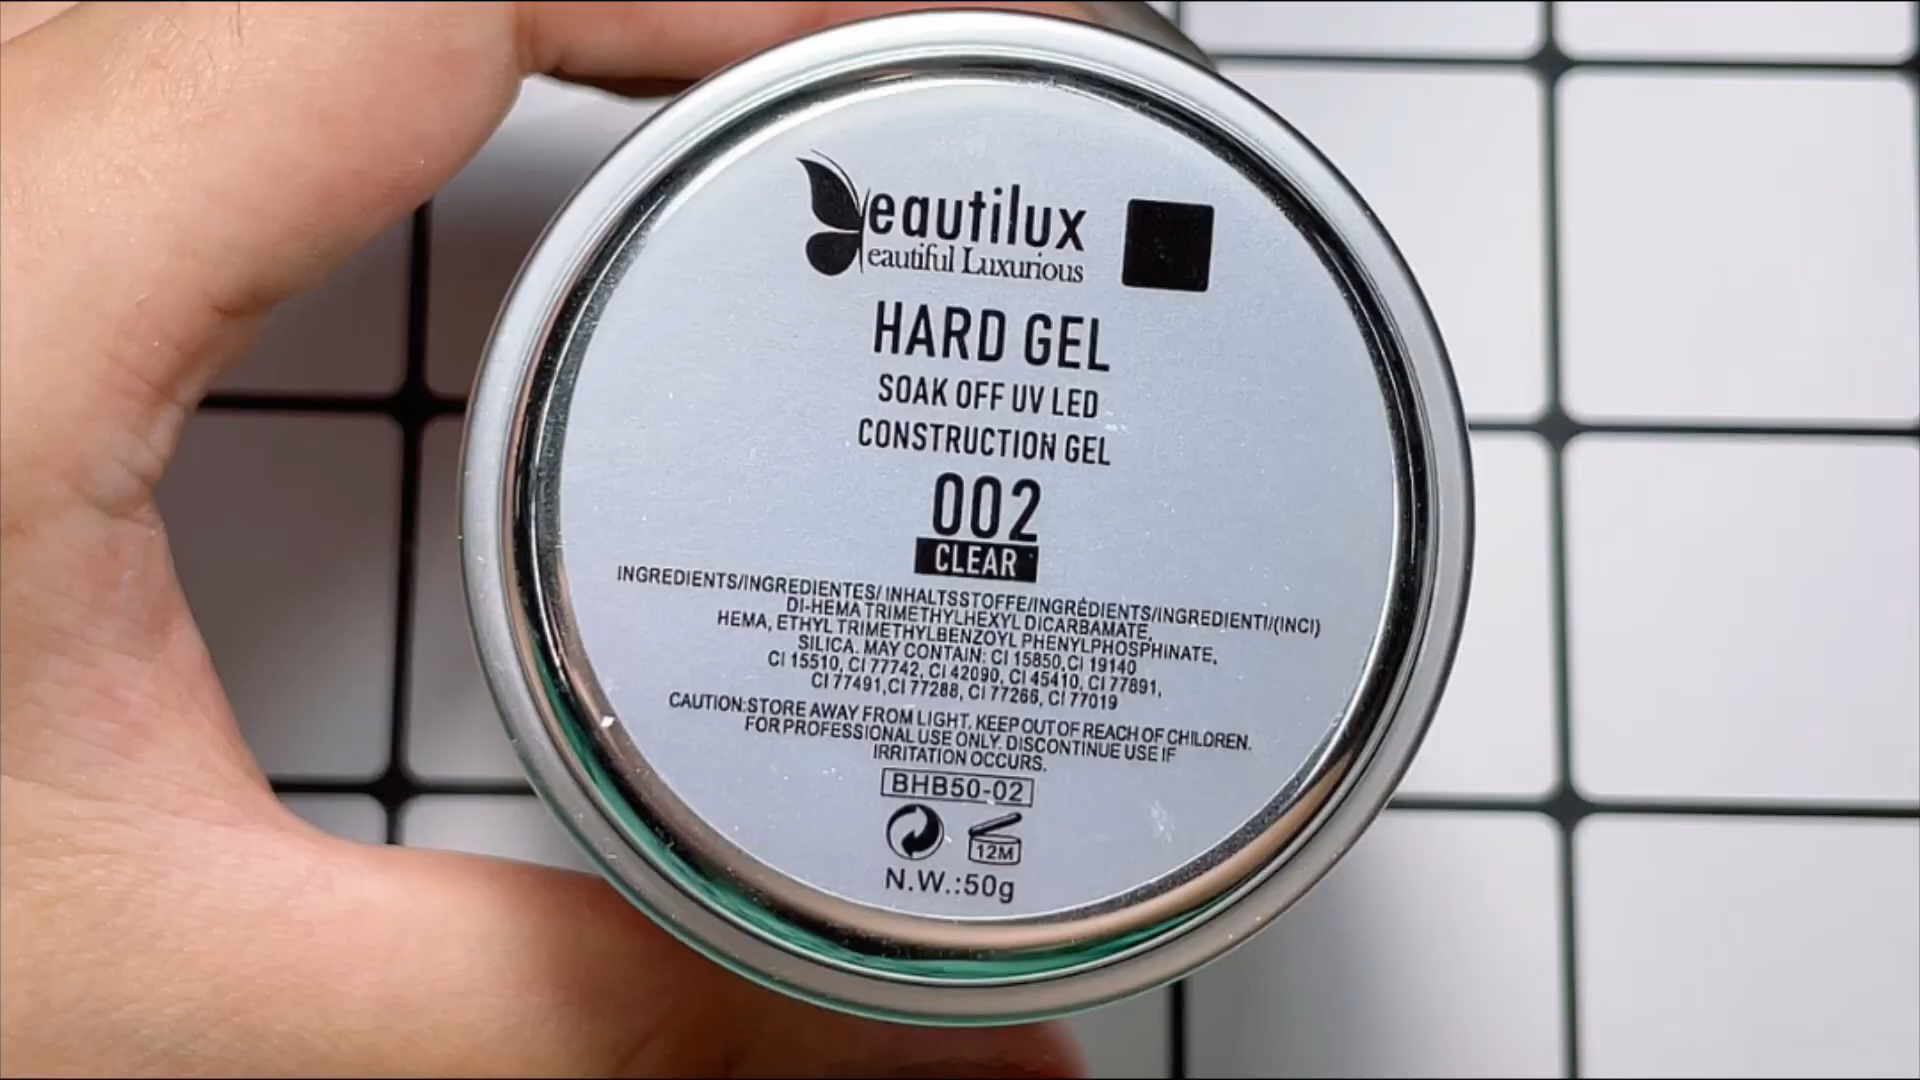 eautilux
eautiful Luxurious
HARD GEL
SOAK OFF UV LED
CONSTRUCTION GEL
002
CLEAR
INGREDIENTS/INGREDIENTES/ INHALTSSTOFFE/INGRÉDIENTS/INGREDIENTI/(INCI)
DI-HEMA TRIMETHYLHEXYL DICARBAMATE,
HEMA, ETHYL TRIMETHYLBENZOYL PHENYLPHOSPHINATE,
SILICA. MAY CONTAIN: CI 15850,CI 19140
CI 15510, CI 77742, CI 42090, CI 45410, CI 77891,
CI 77491,CI 77288, CI 77266, CI 77019
CAUTION:STORE AWAY FROM LIGHT. KEEP OUT OF REACH OF CHILDREN.
FOR PROFESSIONAL USE ONLY. DISCONTINUE USE IF
IRRITATION OCCURS.
BHB50-02
12M
N.W.:50g